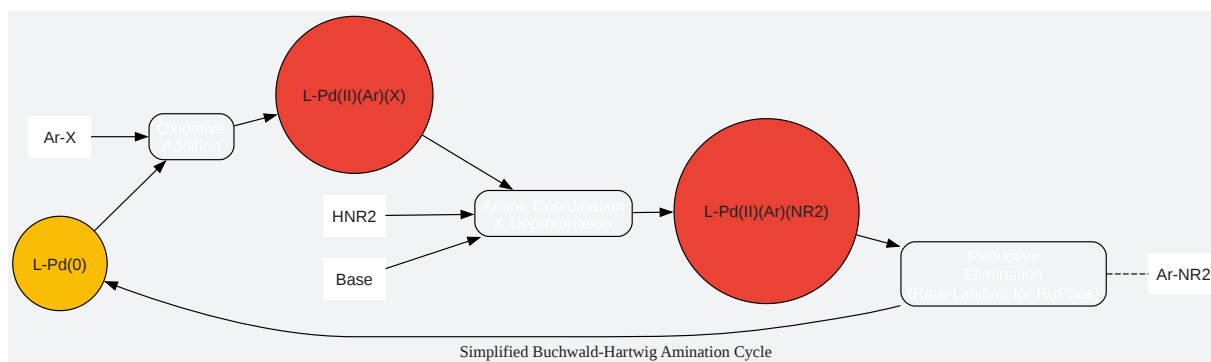 L-Pd(II)(Ar)(X)
Ar-X
Oxidative
Addition
HNR2
Amine Coordination
& Deprotonation
L-Pd(II)(Ar)(NR2)
L-Pd(0)
Base
Reductive
Elimination
(Rate-Limiting for RuPhos)
Ar-NR2
Simplified Buchwald-Hartwig Amination Cycle